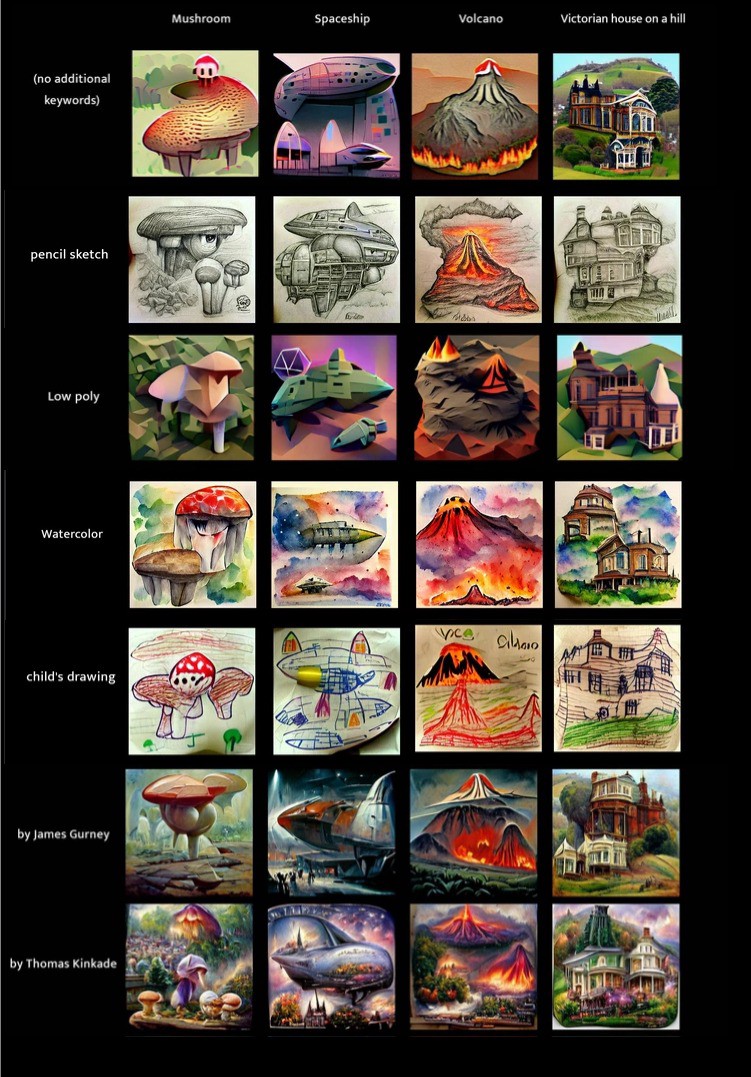 Mushroom
Spaceship
Volcano
Victorian house on a hill
(no additional
keywords)
pencil sketch
Low poly
Watercolor
child's drawing
by James Gurney
by Thomas Kinkade